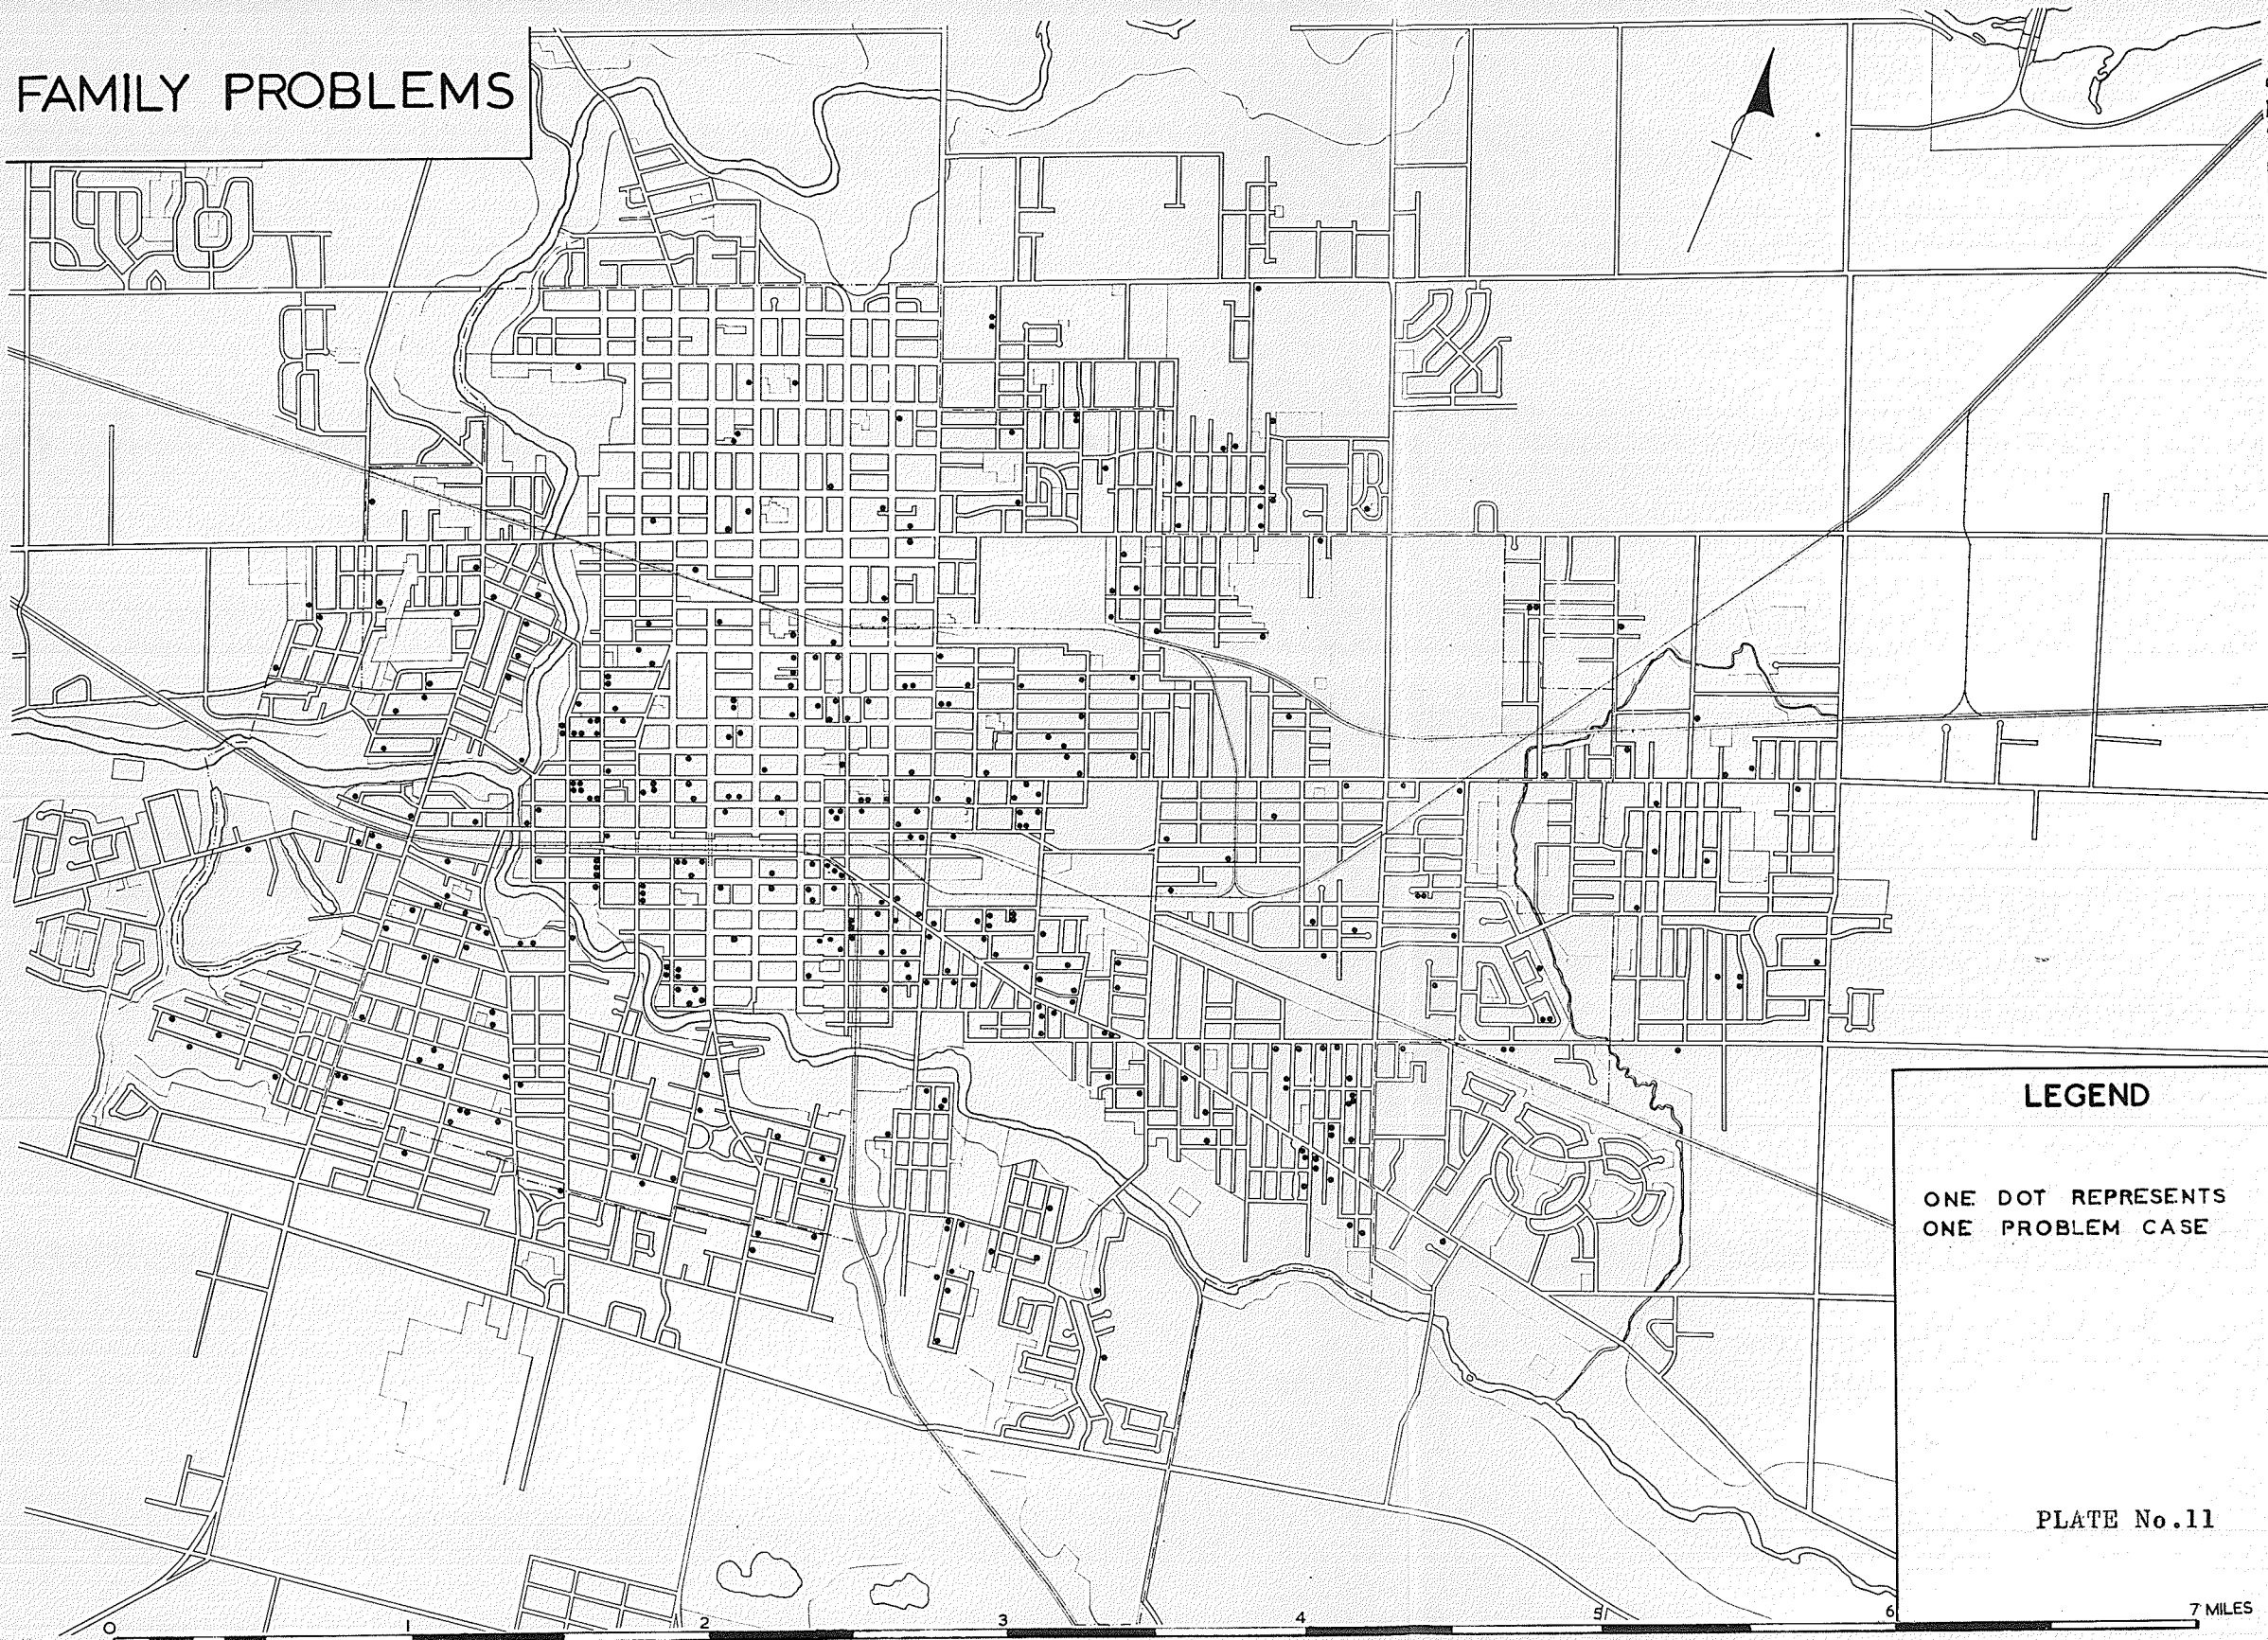 FAMILY PROBLEMS
LEGEND
ONE DOT REPRESENTS
ONE PROBLEM CASE
PLATE No.11
0 1 2 3 4 5 6 7 MILES